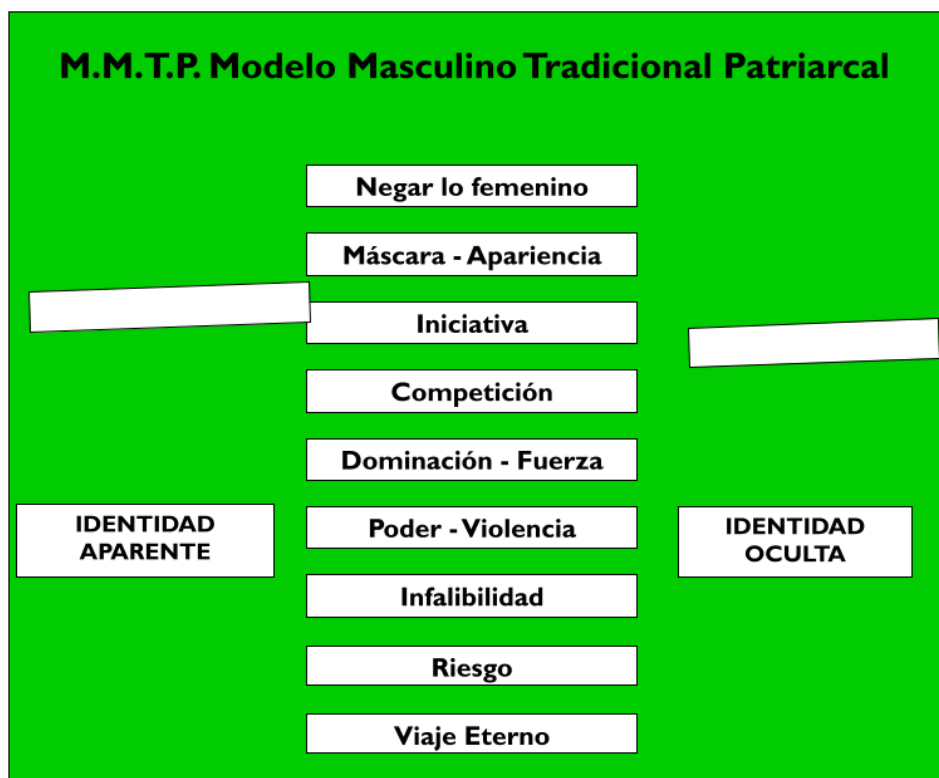 M.M.T.P. Modelo Masculino Tradicional Patriarcal
Negar lo femenino
Máscara - Apariencia
Iniciativa
Competición
Dominación - Fuerza
IDENTIDAD
APARENTE
Poder - Violencia
IDENTIDAD
OCULTA
Infalibilidad
Riesgo
Viaje Eterno